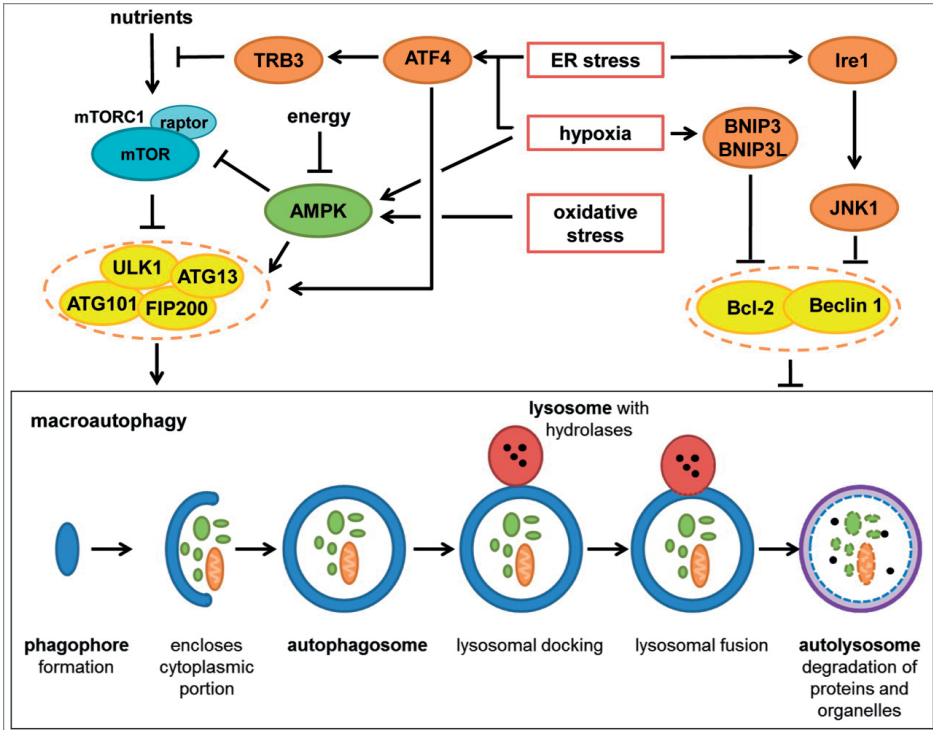 nutrients
TRB3
ATF4
ER stress
Ire1
mTORC1
raptor
mTOR
energy
hypoxia
BNIP3
BNIP3L
AMPK
oxidative
stress
JNK1
ULK1
ATG13
ATG101
FIP200
Bcl-2
Beclin 1
macroautophagy
lysosome with
hydrolases
phagophore
formation
encloses
cytoplasmic
portion
autophagosome
lysosomal docking
lysosomal fusion
autolysosome
degradation of
proteins and
organelles